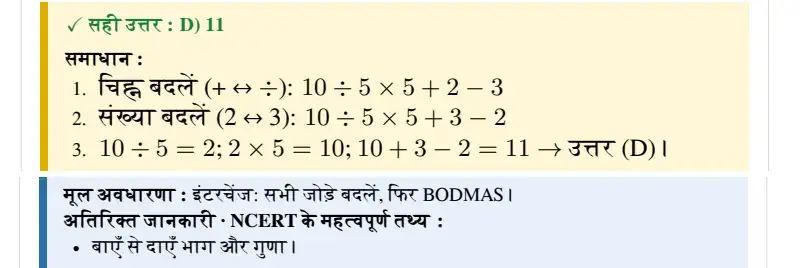 ✓ सही उत्तर : D) 11
समाधान :
1. चिह्न बदलें (+ ↔ ÷): 10 ÷ 5 × 5 + 2 − 3
2. संख्या बदलें (2 ↔ 3): 10 ÷ 5 × 5 + 3 − 2
3. 10 ÷ 5 = 2; 2 × 5 = 10; 10 + 3 − 2 = 11 → उत्तर (D)।
मूल अवधारणा : इंटरचेंज: सभी जोड़े बदलें, फिर BODMAS।
अतिरिक्त जानकारी · NCERT के महत्वपूर्ण तथ्य :
• बाएँ से दाएँ भाग और गुणा।